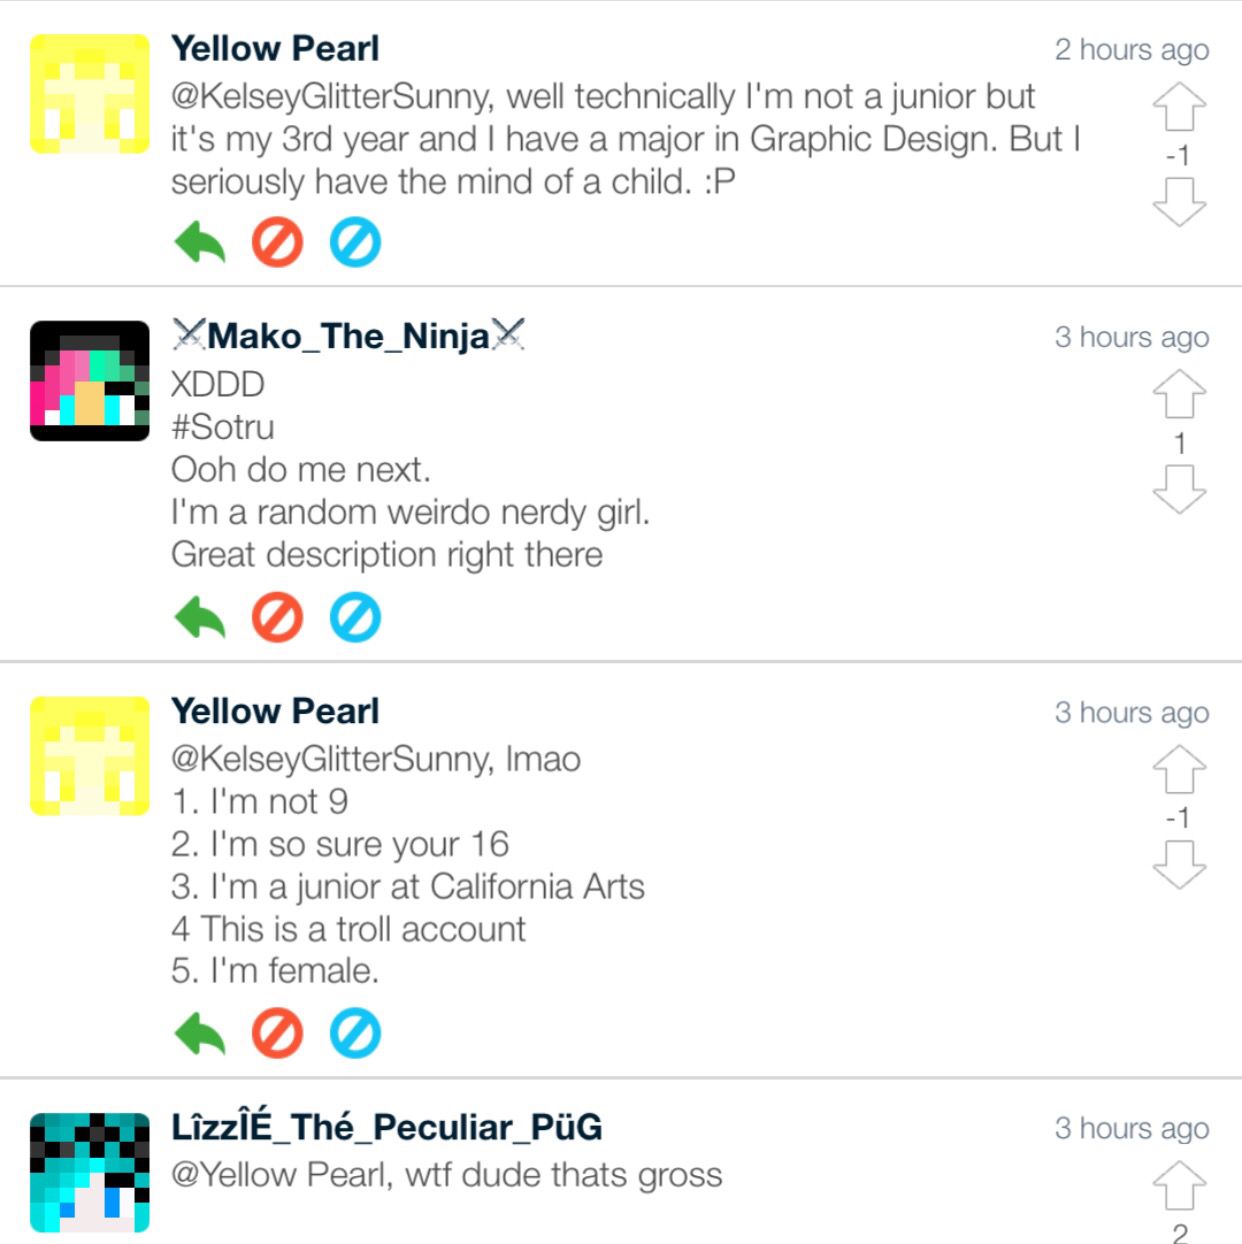 Yellow Pearl
2 hours ago
@KelseyGlitterSunny, well technically I'm not a junior but
it's my 3rd year and I have a major in Graphic Design. But I
seriously have the mind of a child. :P
-1
⚔Mako_The_Ninja⚔
3 hours ago
XDDD
#Sotru
Ooh do me next.
I'm a random weirdo nerdy girl.
Great description right there
1
Yellow Pearl
3 hours ago
@KelseyGlitterSunny, lmao
1. I'm not 9
2. I'm so sure your 16
3. I'm a junior at California Arts
4 This is a troll account
5. I'm female.
-1
LîzzÎÉ_Thé_Peculiar_PüG
3 hours ago
@Yellow Pearl, wtf dude thats gross
2